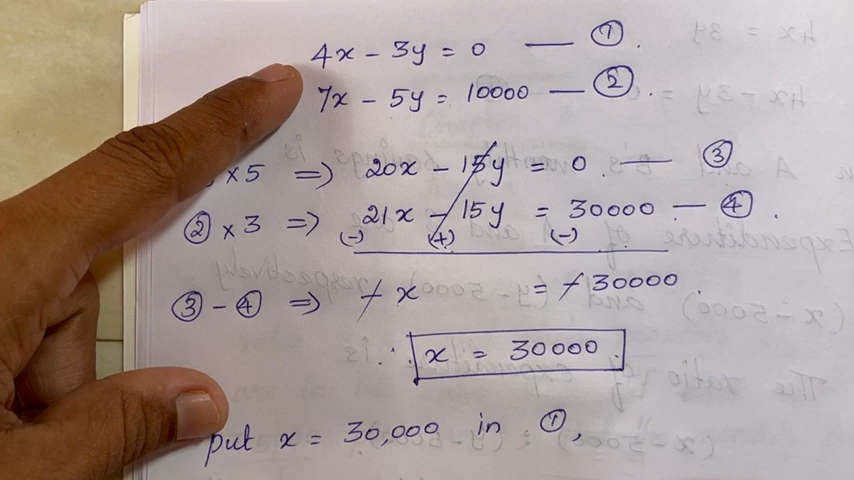 4x - 3y = 0 — ①.
7x - 5y = 10000 — ②.
×5 ⇒ 20x - 15y = 0. — ③
② × 3 ⇒ 21x - 15y = 30000 — ④.
(-) (+) (-)
③ - ④ ⇒ -x = -30000.
∴ x = 30000.
put x = 30,000 in ①,